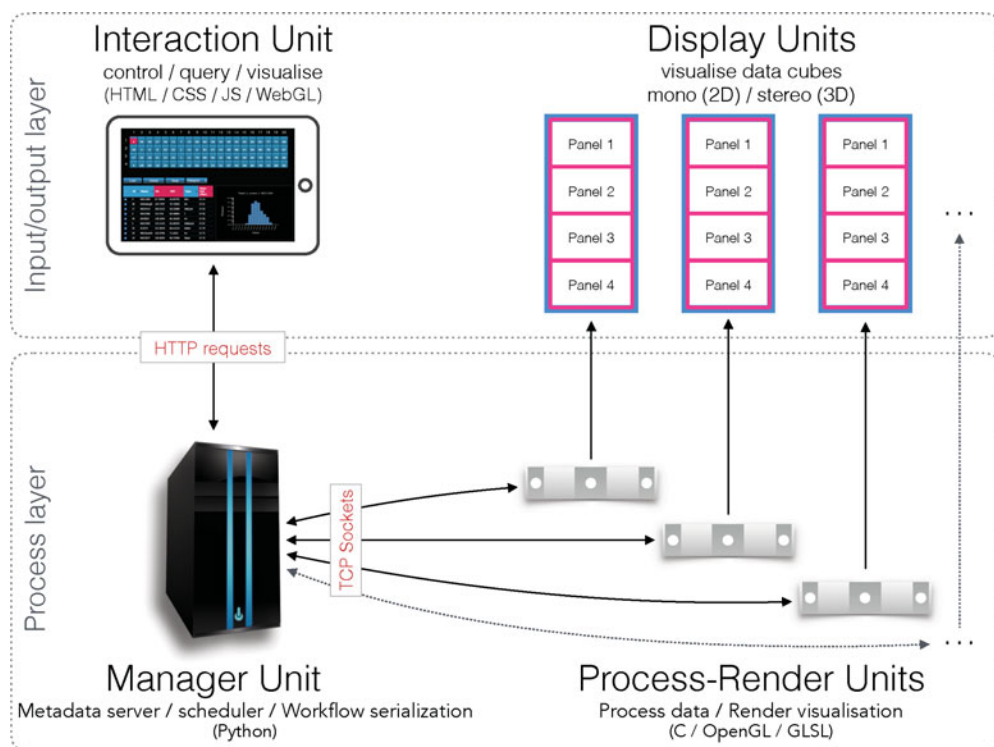 Input/output layer
Interaction Unit
control / query / visualise
(HTML / CSS / JS / WebGL)
Display Units
visualise data cubes
mono (2D) / stereo (3D)
Panel 1
Panel 2
Panel 3
Panel 4
Panel 1
Panel 2
Panel 3
Panel 4
Panel 1
Panel 2
Panel 3
Panel 4
...
HTTP requests
Process layer
TCP Sockets
...
Manager Unit
Metadata server / scheduler / Workflow serialization
(Python)
Process-Render Units
Process data / Render visualisation
(C / OpenGL / GLSL)